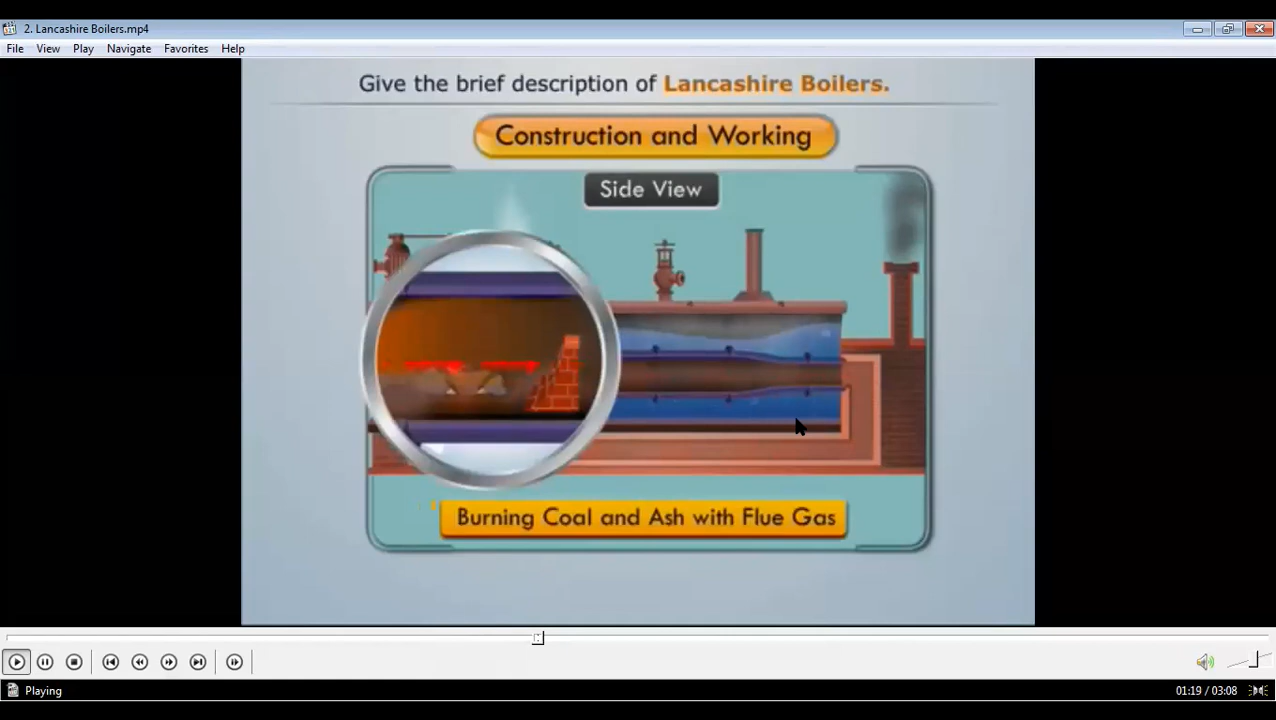 2. Lancashire Boilers.mp4
File View Play Navigate Favorites Help
Give the brief description of Lancashire Boilers.
Construction and Working
Side View
Burning Coal and Ash with Flue Gas
Playing
01:19 / 03:08